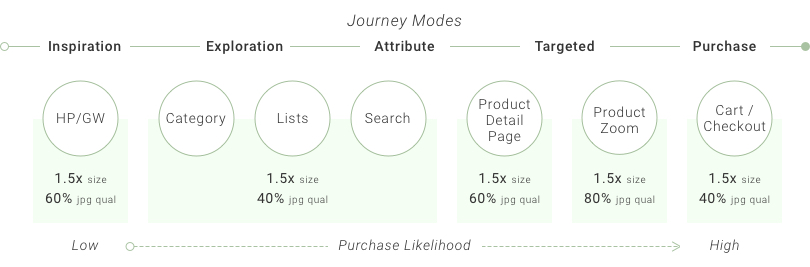 Journey Modes
Inspiration Exploration Attribute Targeted Purchase
HP/GW Category Lists Search Product Detail Page Product Zoom Cart / Checkout
1.5x size 1.5x size 1.5x size 1.5x size 1.5x size
60% jpg qual 40% jpg qual 60% jpg qual 80% jpg qual 40% jpg qual
Low Purchase Likelihood High